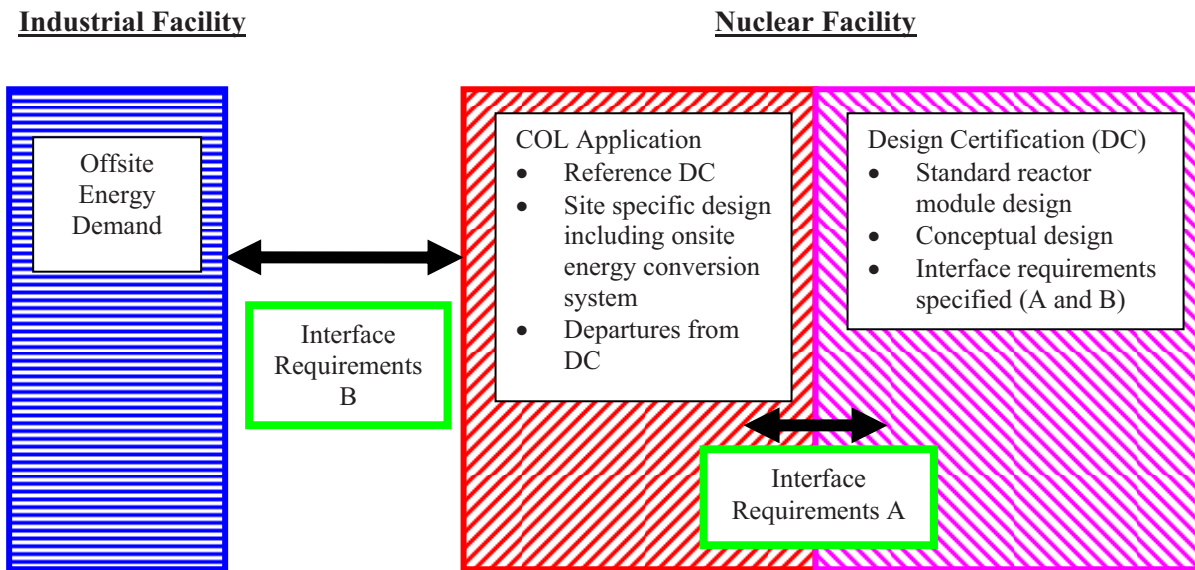 Industrial Facility
Nuclear Facility
Offsite
Energy
Demand
Interface
Requirements
B
COL Application
• Reference DC
• Site specific design
including onsite
energy conversion
system
• Departures from
DC
Design Certification (DC)
• Standard reactor
module design
• Conceptual design
• Interface requirements
specified (A and B)
Interface
Requirements A